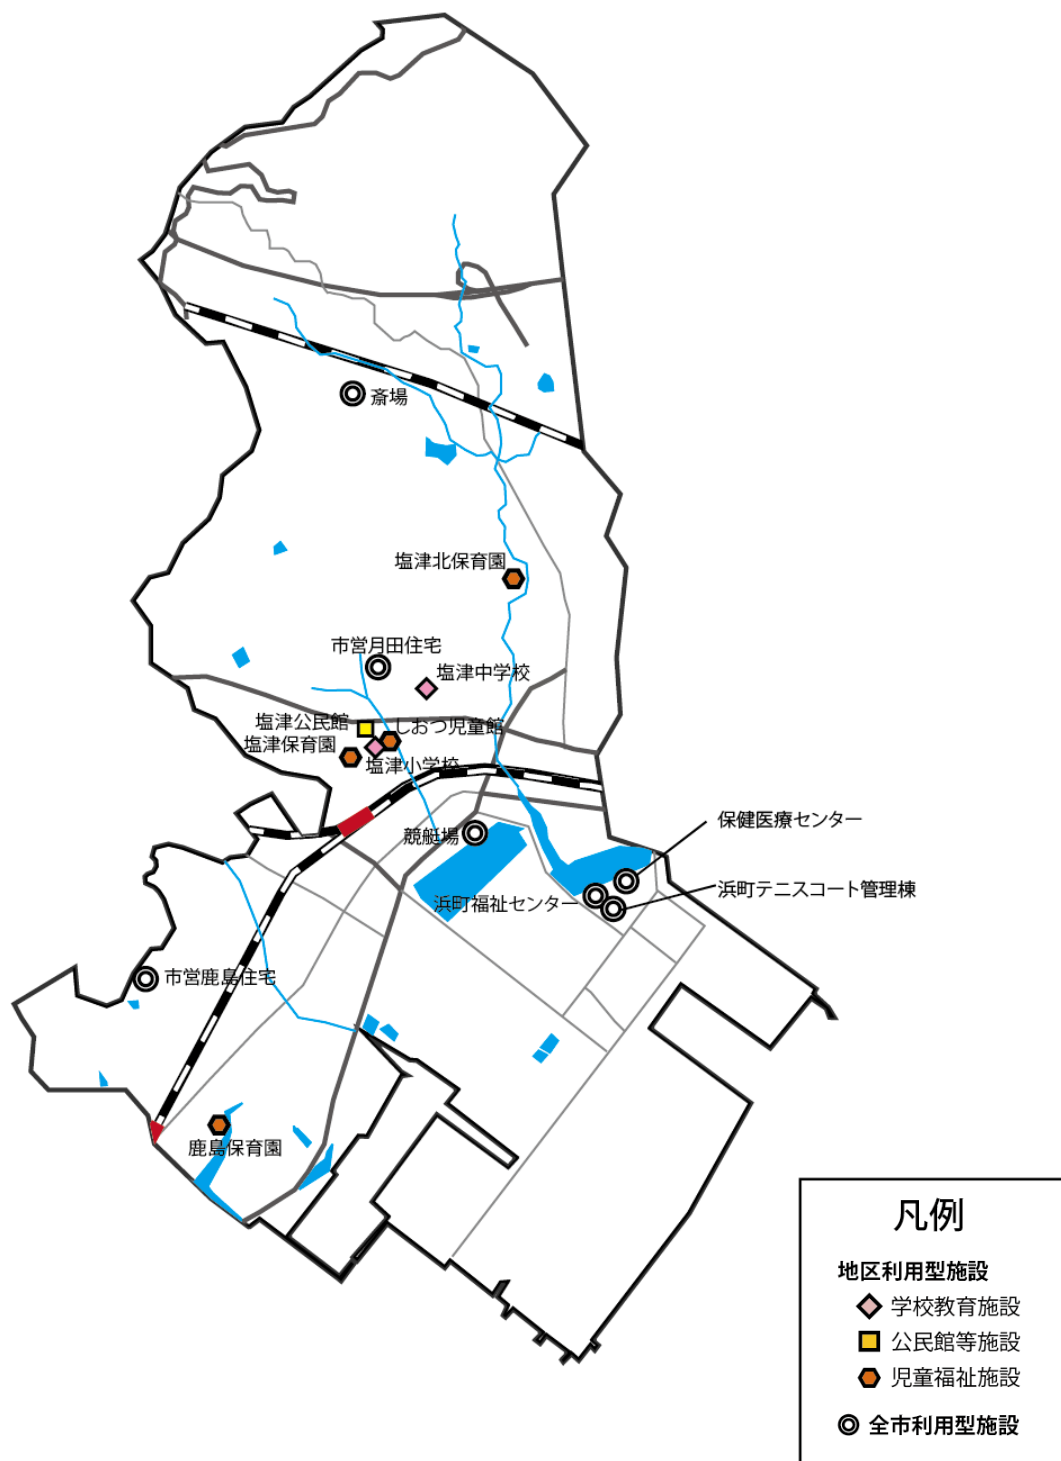 斎場
塩津北保育園
市営月田住宅
塩津中学校
塩津公民館
しおつ児童館
塩津保育園
塩津小学校
保健医療センター
競艇場
浜町テニスコート管理棟
浜町福祉センター
市営鹿島住宅
鹿島保育園
凡例
地区利用型施設
学校教育施設
公民館等施設
児童福祉施設
全市利用型施設